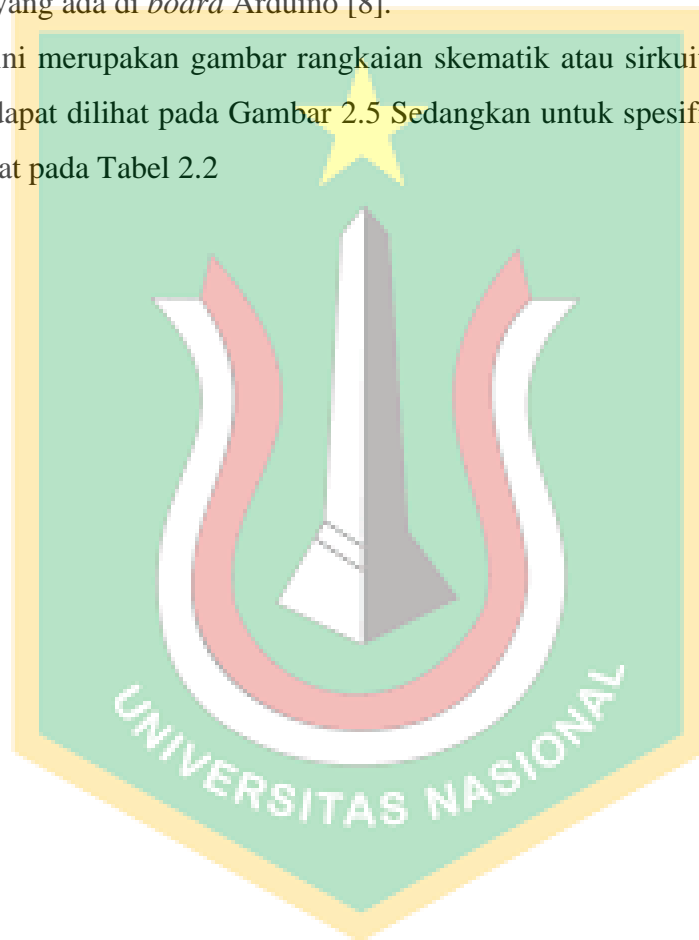 yang ada di board Arduino [8].
ni merupakan gambar rangkaian skematik atau sirkuit
dapat dilihat pada Gambar 2.5 Sedangkan untuk spesif
at pada Tabel 2.2
UNIVERSITAS NASIONAL